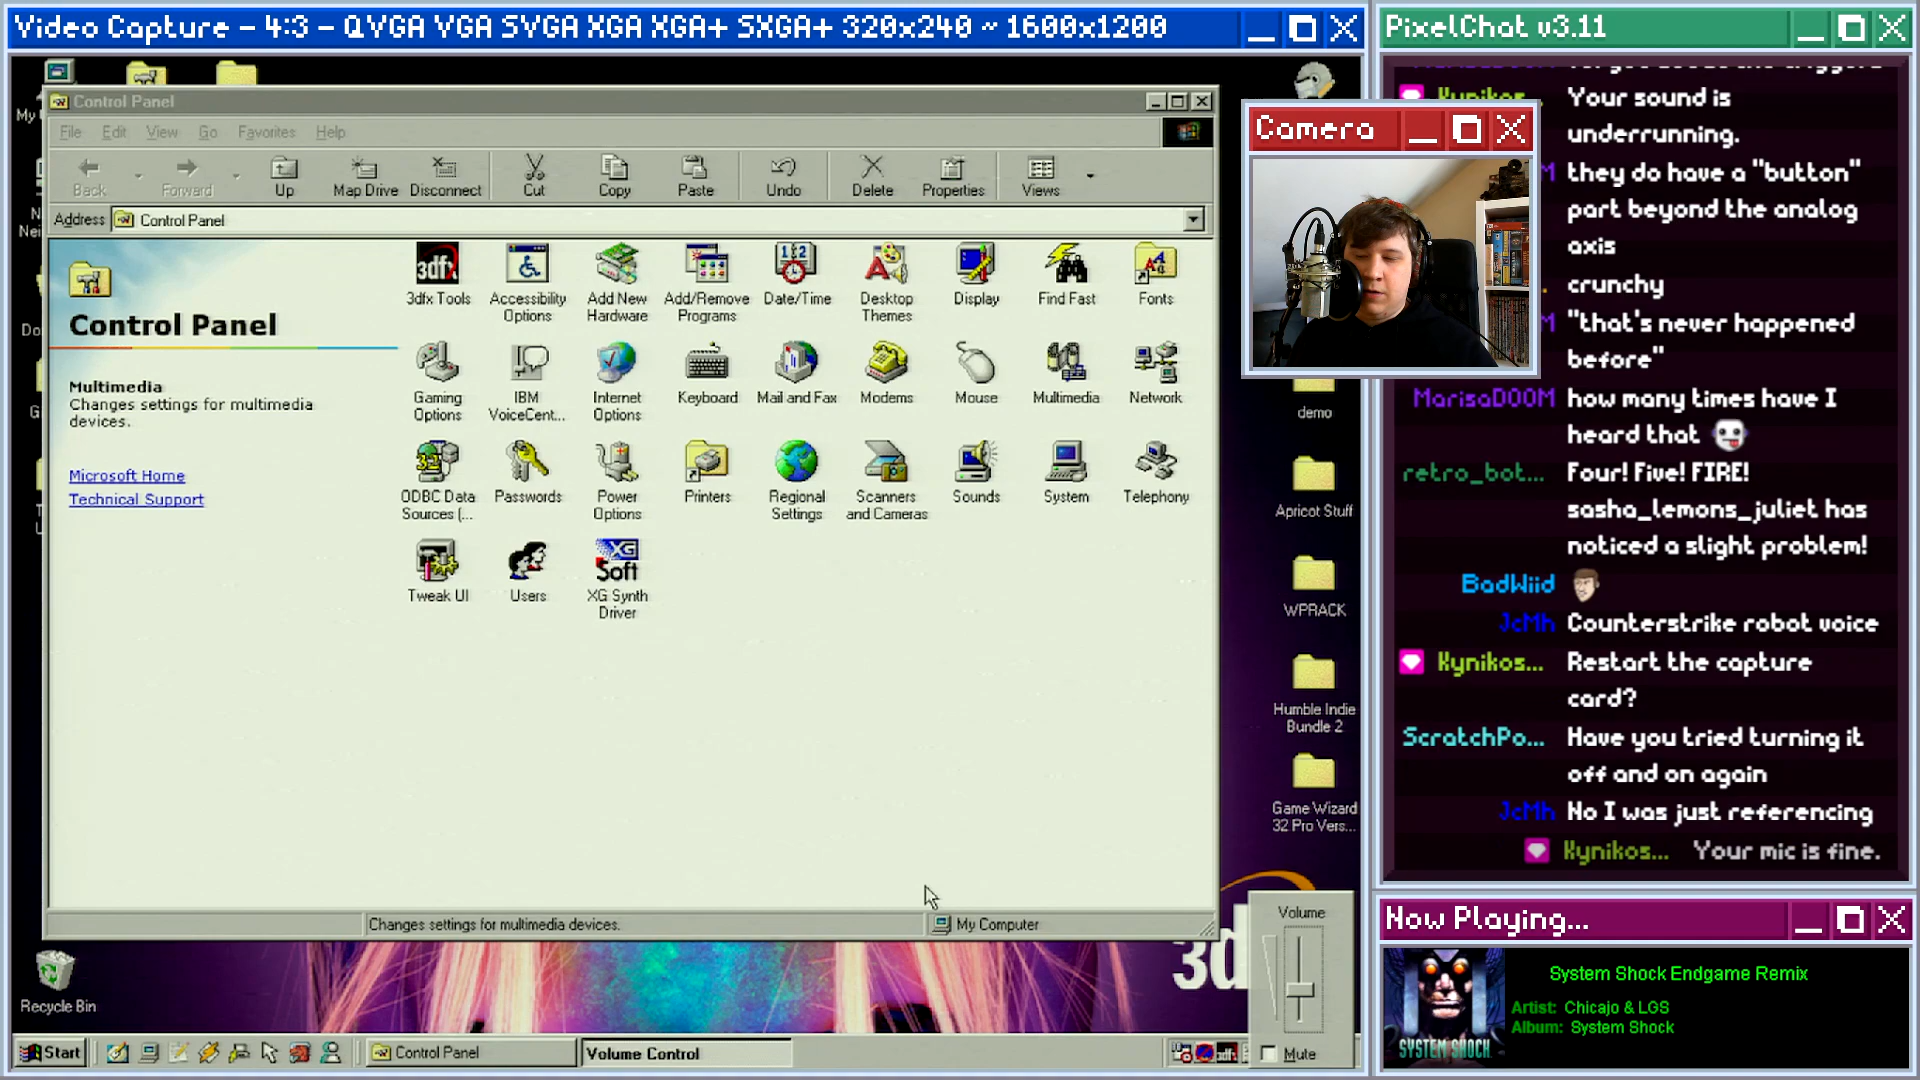 Video Capture - 4:3 - QVGA VGA SVGA XGA XGA+ SXGA+ 320x240 ~ 1600x1200
Control Panel
File Edit View Go Favorites Help
Back Forward Up Map Drive Disconnect Cut Copy Paste Undo Delete Properties Views
Address Control Panel
Control Panel
Multimedia
Changes settings for multimedia
devices.
Microsoft Home
Technical Support
3dfx
3dfx Tools
Accessibility
Options
Add New
Hardware
Add/Remove
Programs
Date/Time
Desktop
Themes
Display
Find Fast
Fonts
Gaming
Options
IBM
VoiceCent...
Internet
Options
Keyboard
Mail and Fax
Modems
Mouse
Multimedia
Network
ODBC Data
Sources (...
Passwords
Power
Options
Printers
Regional
Settings
Scanners
and Cameras
Sounds
System
Telephony
Tweak UI
Users
XG
Soft
XG Synth
Driver
Changes settings for multimedia devices.
My Computer
My
Recycle Bin
demo
Apricot Stuff
WPRACK
Humble Indie
Bundle 2
Game Wizard
32 Pro Vers...
3d
Volume
Mute
Start
Control Panel
Volume Control
Camera
PixelChat v3.11
Kynikos... Your sound is
underrunning.
they do have a "button"
part beyond the analog
axis
crunchy
"that's never happened
before"
MarisaDOOM how many times have I
heard that
retro_bot... Four! Five! FIRE!
sasha_lemons_juliet has
noticed a slight problem!
BadWiid
JcMh Counterstrike robot voice
Kynikos... Restart the capture
card?
ScratchPo... Have you tried turning it
off and on again
JcMh No I was just referencing
Kynikos... Your mic is fine.
Now Playing...
SYSTEM SHOCK
System Shock Endgame Remix
Artist: Chicajo & LGS
Album: System Shock